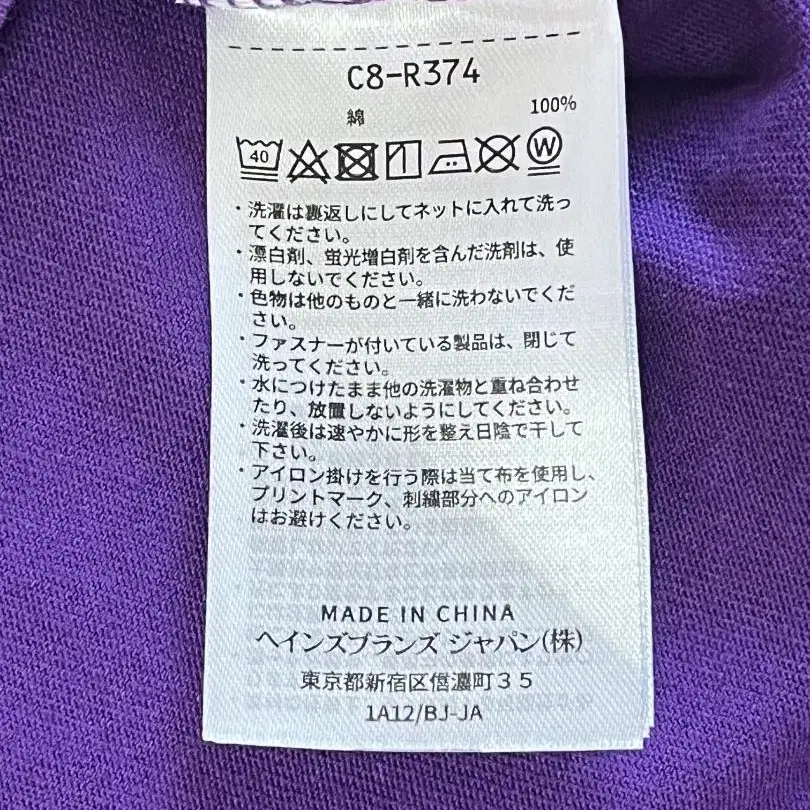 C8-R374
綿 100%
40 W
・洗濯は裏返しにしてネットに入れて洗っ
てください。
・漂白剤、蛍光増白剤を含んだ洗剤は、使
用しないでください。
・色物は他のものと一緒に洗わないでくだ
さい。
・ファスナーが付いている製品は、閉じて
洗ってください。
・水につけたまま他の洗濯物と重ね合わせ
たり、放置しないようにしてください。
・洗濯後は速やかに形を整え日陰で干して
下さい。
・アイロン掛けを行う際は当て布を使用し、
プリントマーク、刺繍部分へのアイロン
はお避けください。
MADE IN CHINA
ヘインズブランズ ジャパン(株)
東京都新宿区信濃町35
1A12/BJ-JA